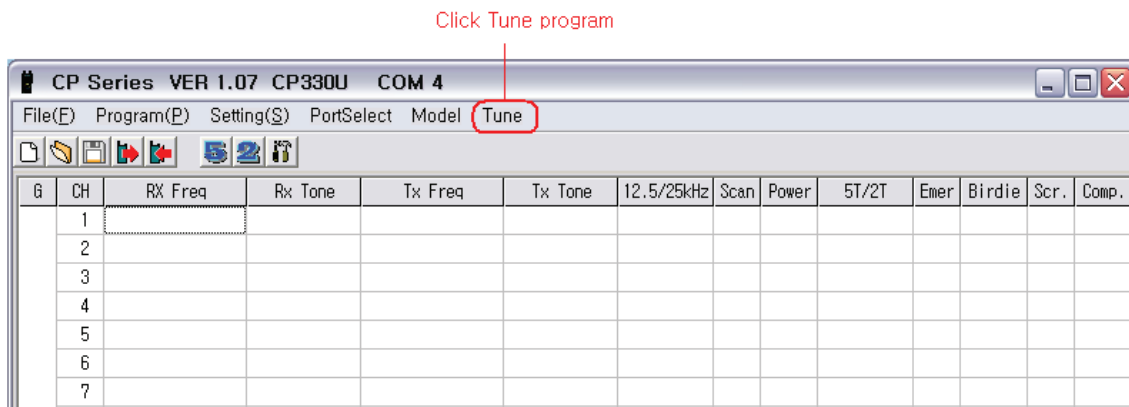 Click Tune program
CP Series VER 1.07 CP330U COM 4
File(F) Program(P) Setting(S) PortSelect Model Tune
5 2
G CH RX Freq Rx Tone Tx Freq Tx Tone 12.5/25kHz Scan Power 5T/2T Emer Birdie Scr. Comp.
1
2
3
4
5
6
7